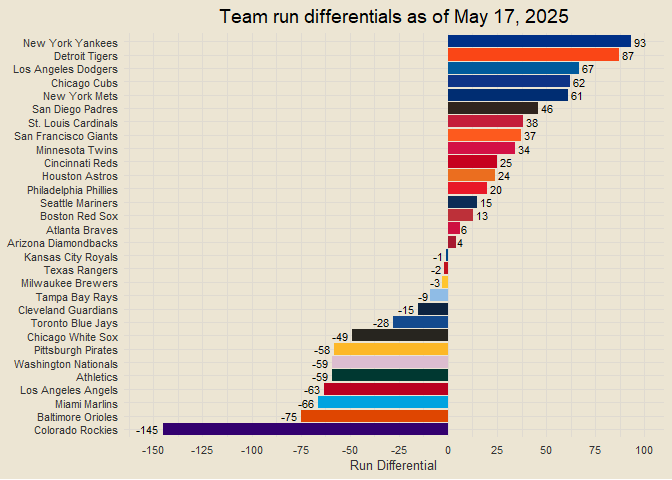 Team run differentials as of May 17, 2025
New York Yankees 93
Detroit Tigers 87
Los Angeles Dodgers 67
Chicago Cubs 62
New York Mets 61
San Diego Padres 46
St. Louis Cardinals 38
San Francisco Giants 37
Minnesota Twins 34
Cincinnati Reds 25
Houston Astros 24
Philadelphia Phillies 20
Seattle Mariners 15
Boston Red Sox 13
Atlanta Braves 6
Arizona Diamondbacks 4
Kansas City Royals -1
Texas Rangers -2
Milwaukee Brewers -3
Tampa Bay Rays -9
Cleveland Guardians -15
Toronto Blue Jays -28
Chicago White Sox -49
Pittsburgh Pirates -58
Washington Nationals -59
Athletics -59
Los Angeles Angels -63
Miami Marlins -66
Baltimore Orioles -75
Colorado Rockies -145
-150 -125 -100 -75 -50 -25 0 25 50 75 100
Run Differential